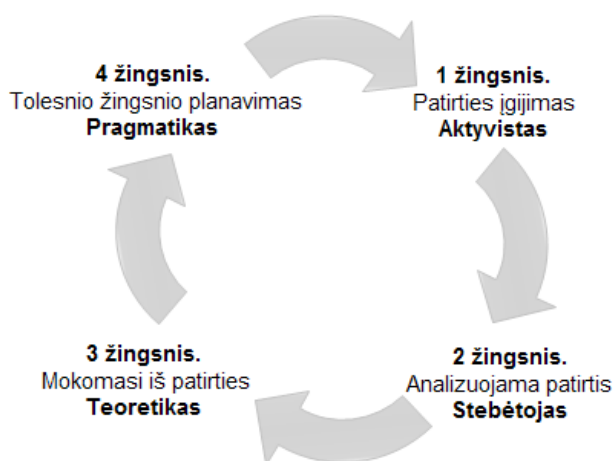 4 žingsnis.
Tolesnio žingsnio planavimas
Pragmatikas
1 žingsnis.
Patirties įgijimas
Aktyvistas
3 žingsnis.
Mokomasi iš patirties
Teoretikas
2 žingsnis.
Analizuojama patirtis
Stebėtojas